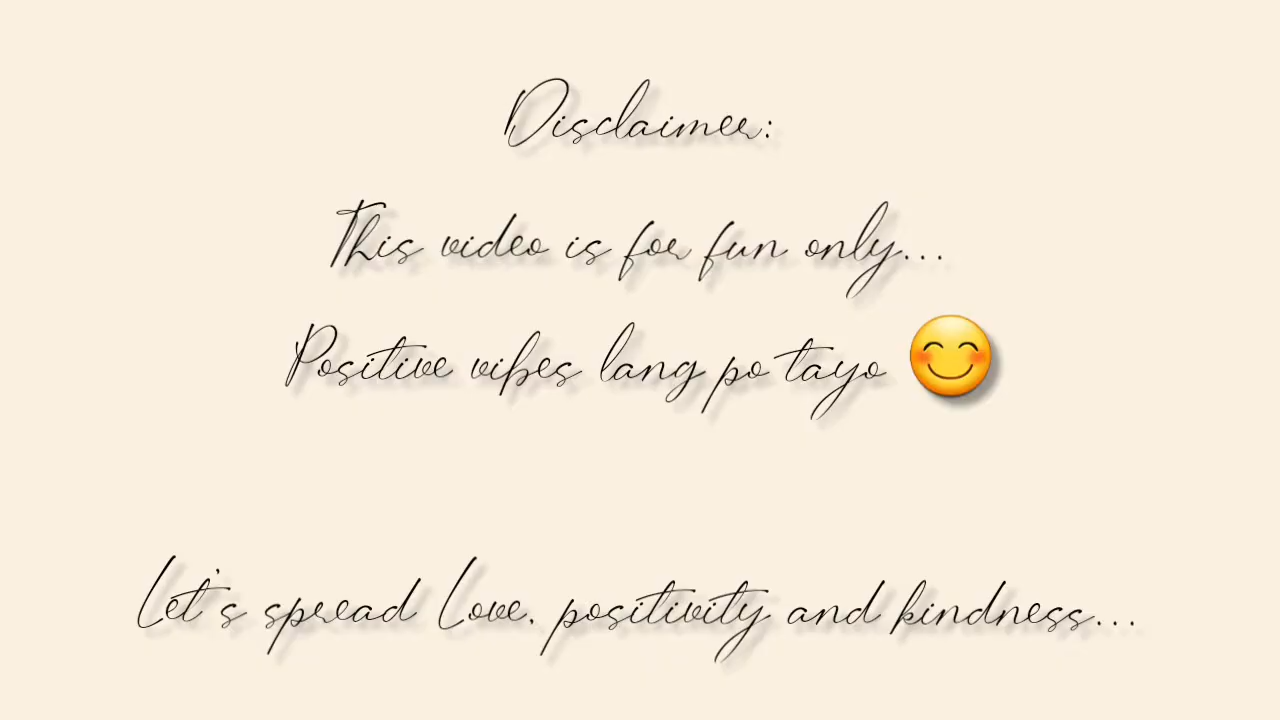 Disclaimer:
This video is for fun only...
Positive vibes lang po tayo 😊
Let's spread Love, positivity and kindness...